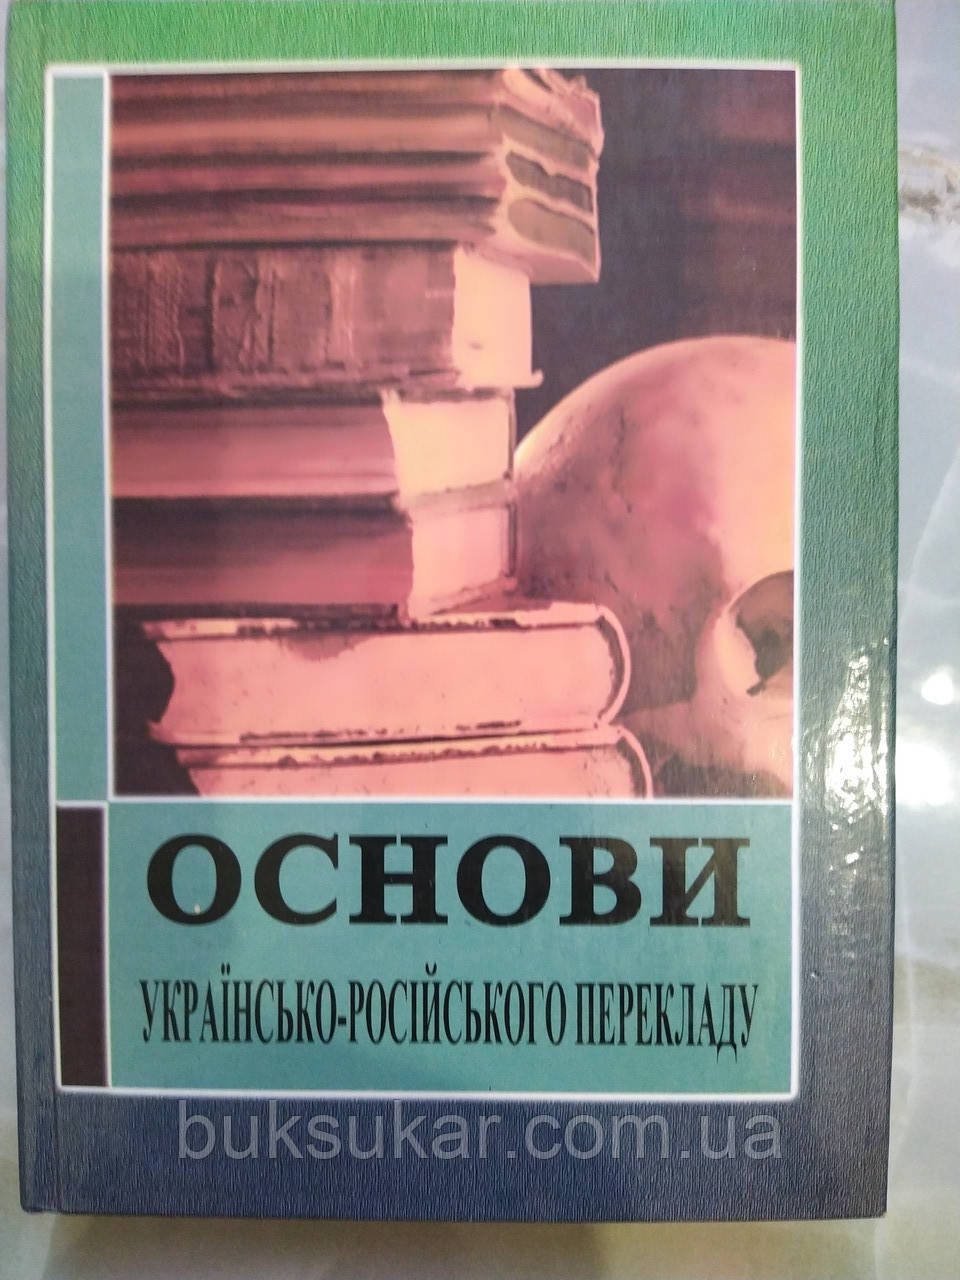 ОСНОВИ
УКРАЇНСЬКО-РОСІЙСЬКОГО ПЕРЕКЛАДУ
buksukar.com.ua